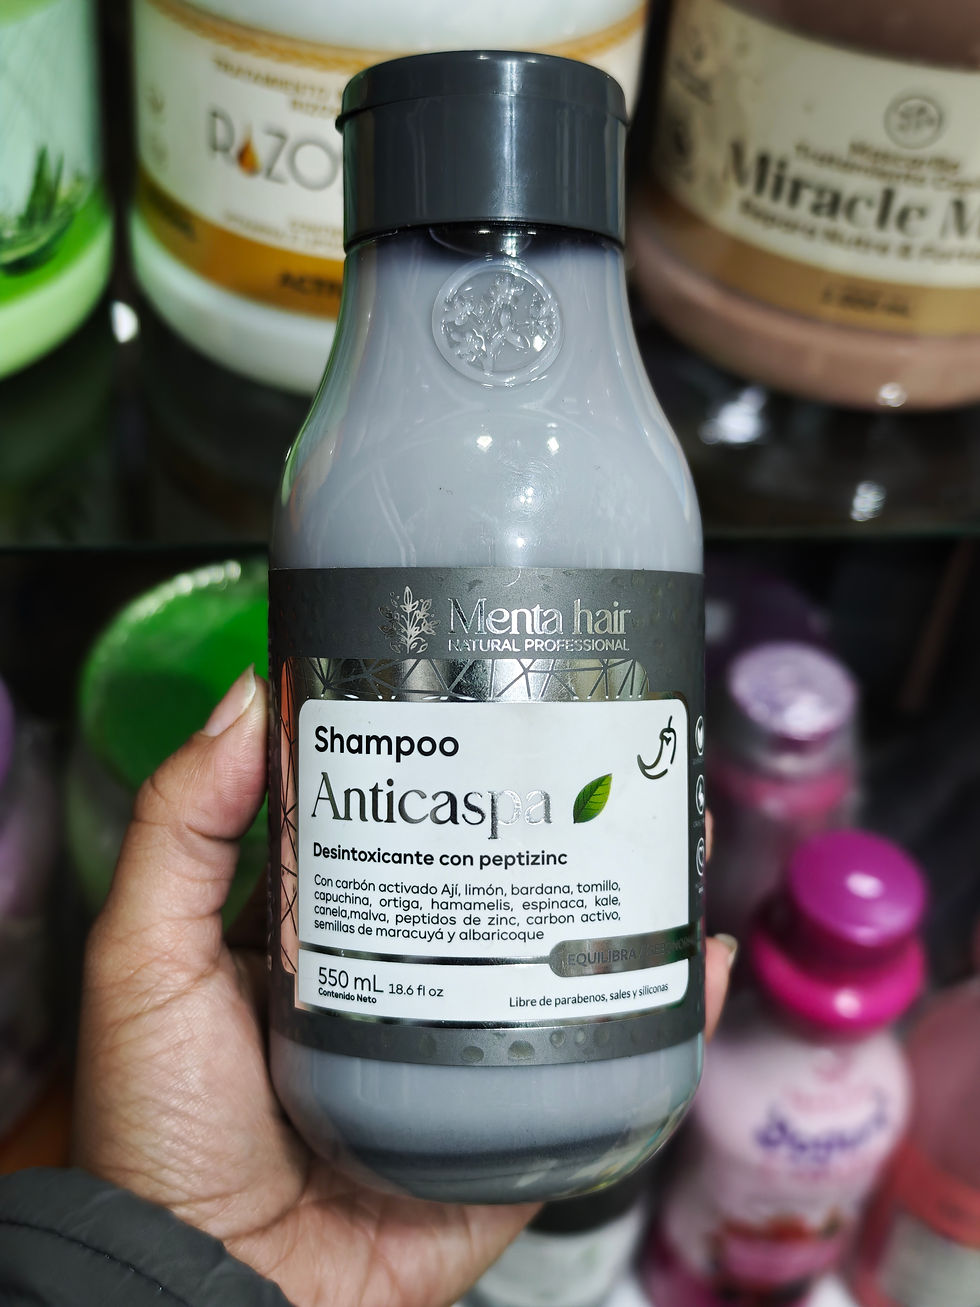 Menta hair
NATURAL PROFESSIONAL
Shampoo
Anticaspa
Desintoxicante con peptizinc
Con carbón activado Ají, limón, bardana, tomillo,
capuchina, ortiga, hamamelis, espinaca, kale,
canela,malva, peptidos de zinc, carbon activo,
semillas de maracuyá y albaricoque
EQUILIBRA
550 mL 18.6 fl oz
Contenido Neto
Libre de parabenos, sales y siliconas
RAZO
Miracle M